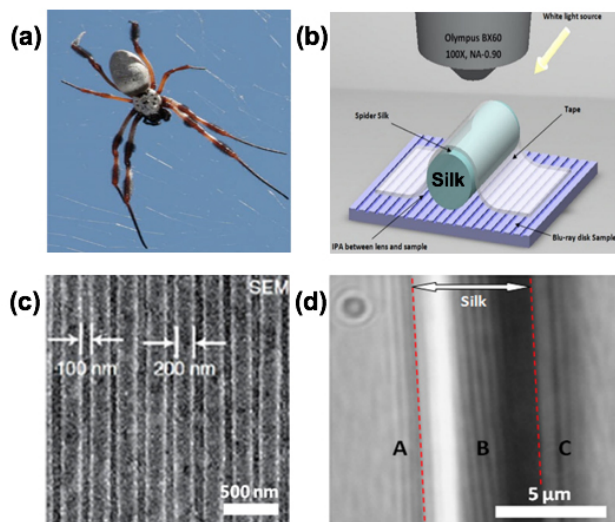 (a)
(b)
Olympus BX60
100X, NA-0.90
White light source
Spider Silk
Tape
Silk
IPA between lens and sample
Blu-ray disk Sample
(c)
SEM
100 nm
200 nm
500 nm
(d)
Silk
A
B
C
5 μm